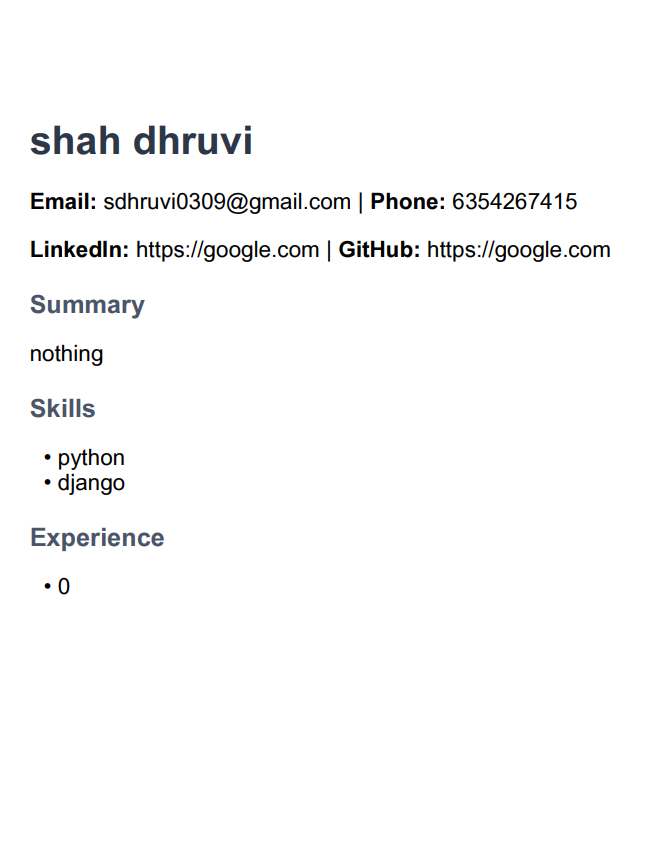 shah dhruvi
Email: sdhruvi0309@gmail.com | Phone: 6354267415
LinkedIn: https://google.com | GitHub: https://google.com
Summary
nothing
Skills
• python
• django
Experience
• 0